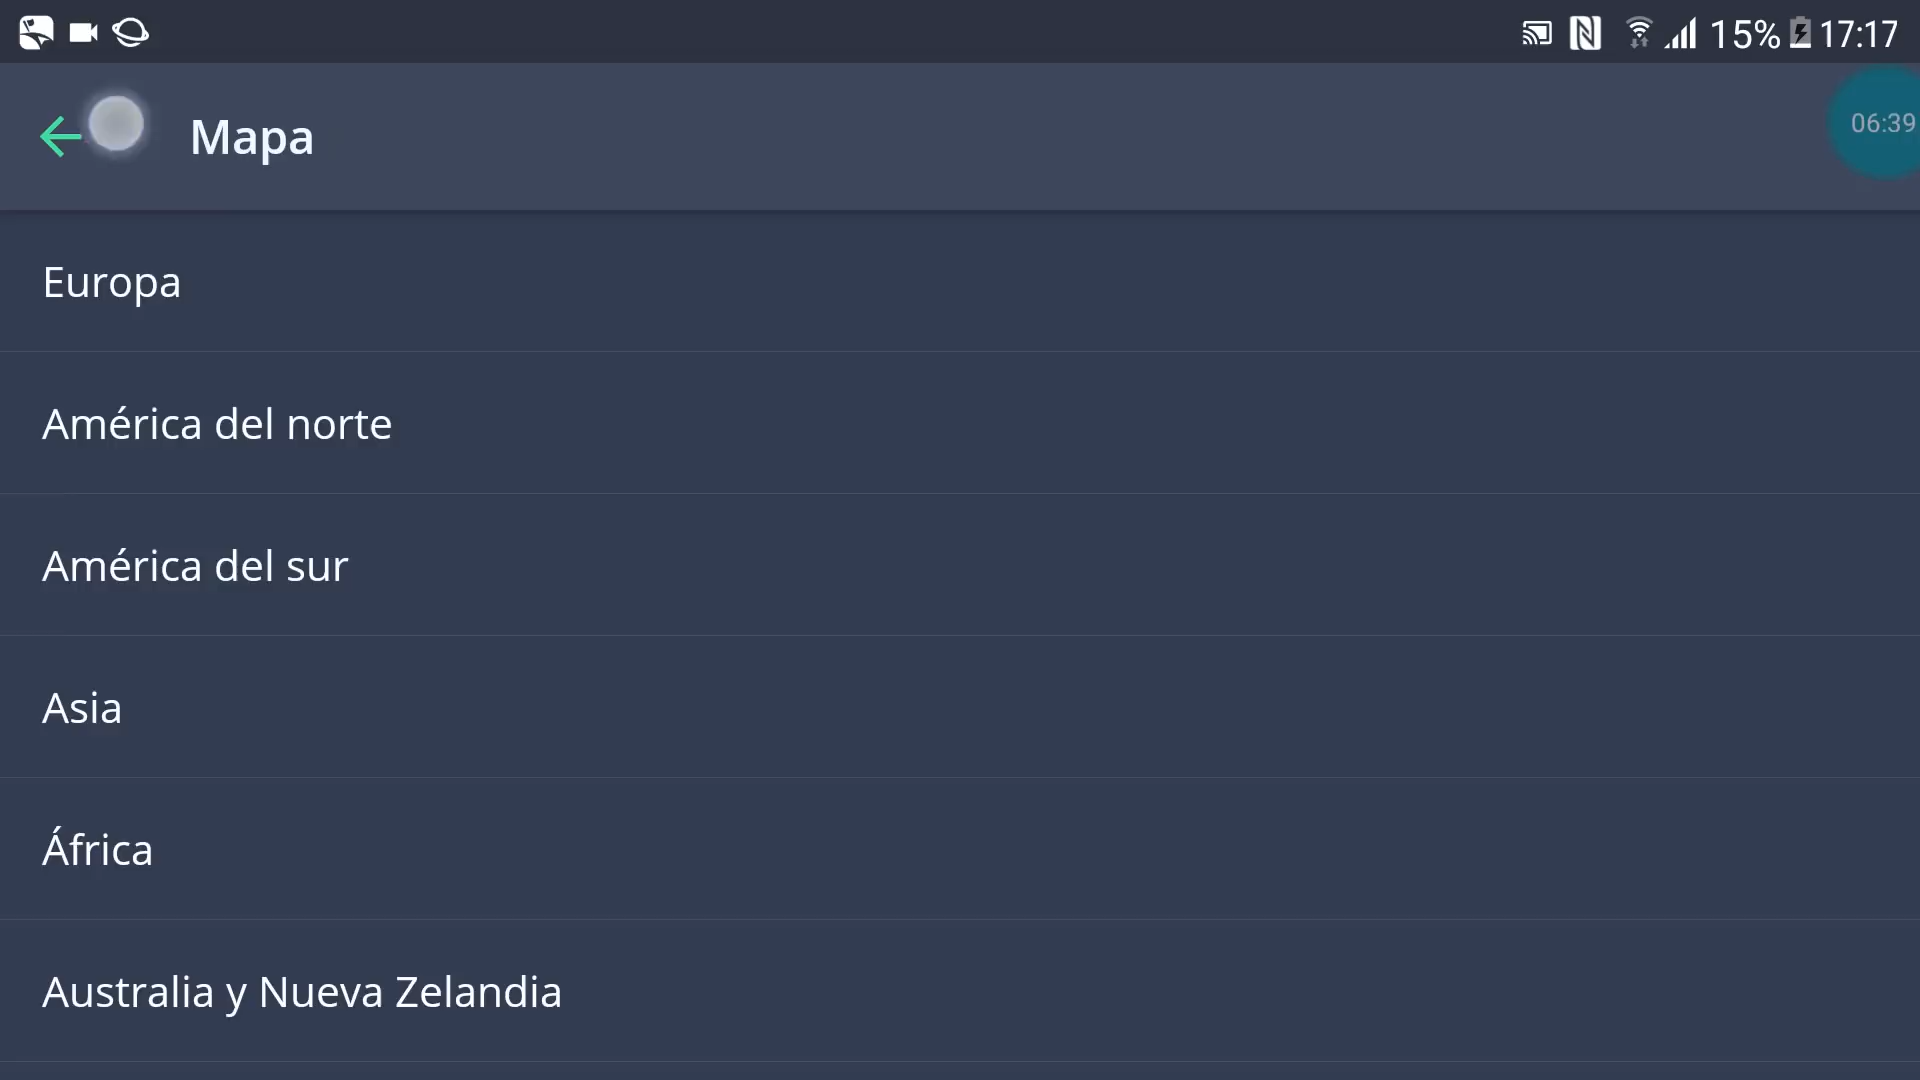 15% 17:17
Mapa
06:39
Europa
América del norte
América del sur
Asia
África
Australia y Nueva Zelandia